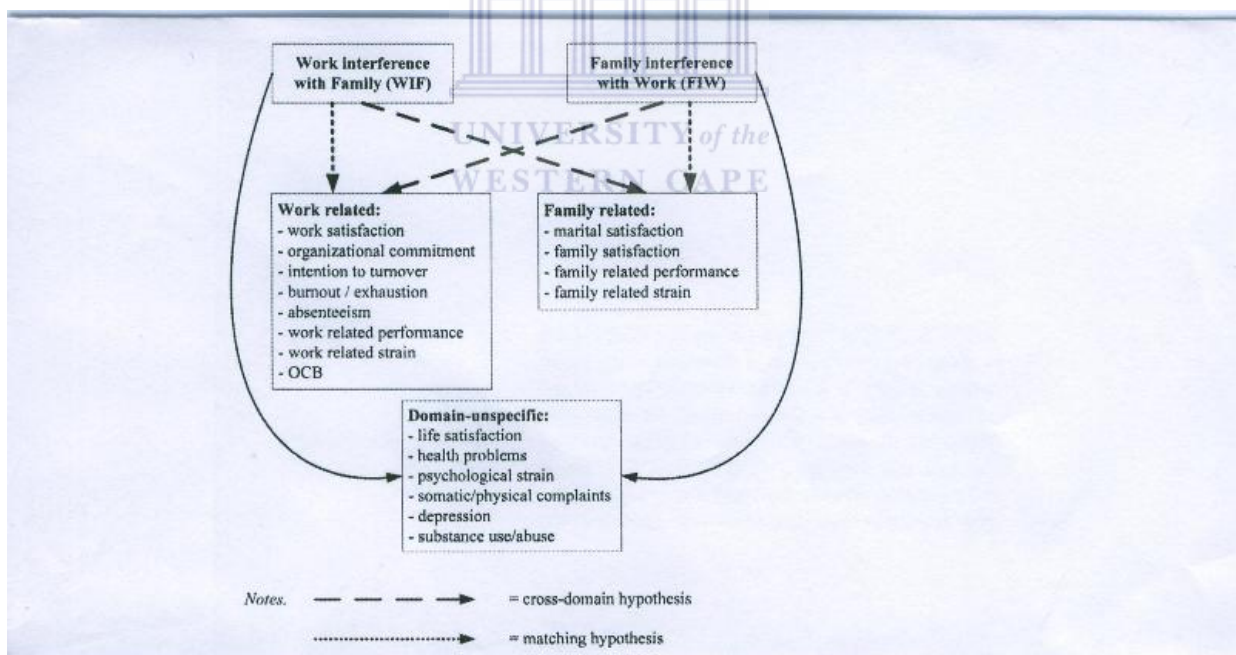 Work interference
with Family (WIF)
Family interference
with Work (FIW)
UNIVERSITY of the
WESTERN CAPE
Work related:
- work satisfaction
- organizational commitment
- intention to turnover
- burnout / exhaustion
- absenteeism
- work related performance
- work related strain
- OCB
Family related:
- marital satisfaction
- family satisfaction
- family related performance
- family related strain
Domain-unspecific:
- life satisfaction
- health problems
- psychological strain
- somatic/physical complaints
- depression
- substance use/abuse
Notes.
= cross-domain hypothesis
= matching hypothesis